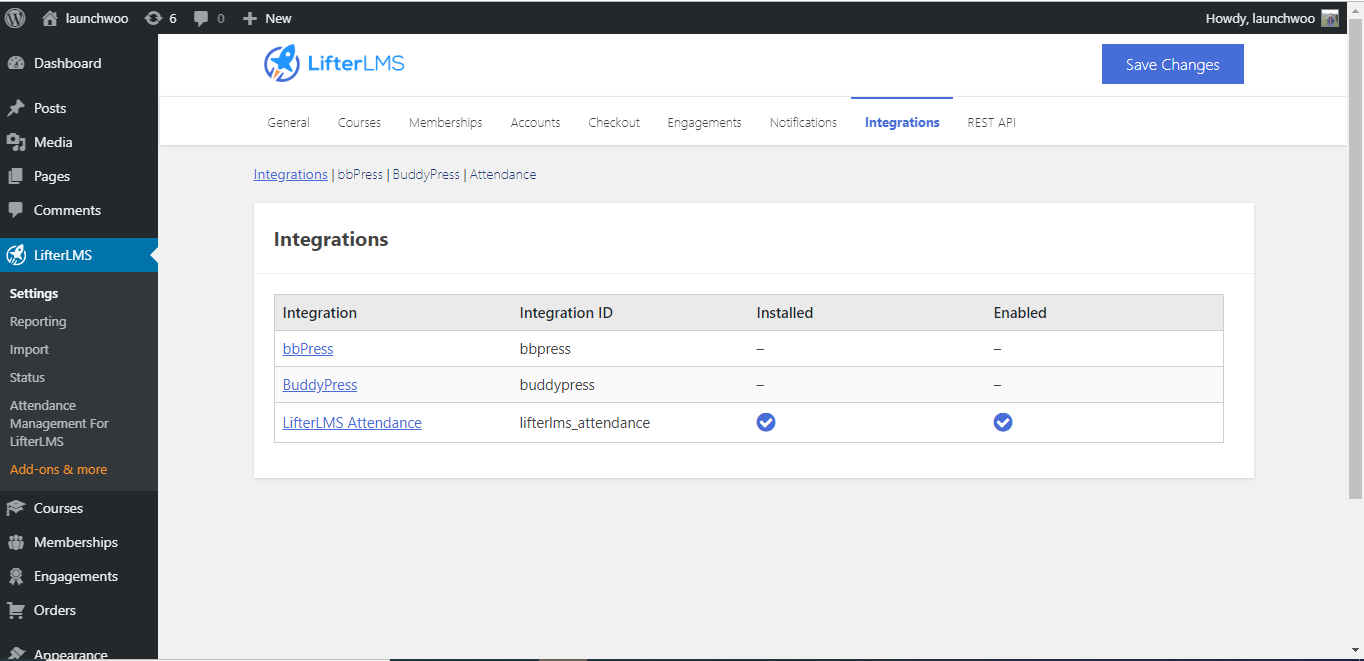 launchwoo 6 0 New Howdy, launchwoo
Dashboard
Posts
Media
Pages
Comments
LifterLMS
Settings
Reporting
Import
Status
Attendance
Management For
LifterLMS
Add-ons & more
Courses
Memberships
Engagements
Orders
Appearance
LifterLMS Save Changes
General Courses Memberships Accounts Checkout Engagements Notifications Integrations REST API
Integrations | bbPress | BuddyPress | Attendance
Integrations
Integration Integration ID Installed Enabled
bbPress bbpress – –
BuddyPress buddypress – –
LifterLMS Attendance lifterlms_attendance